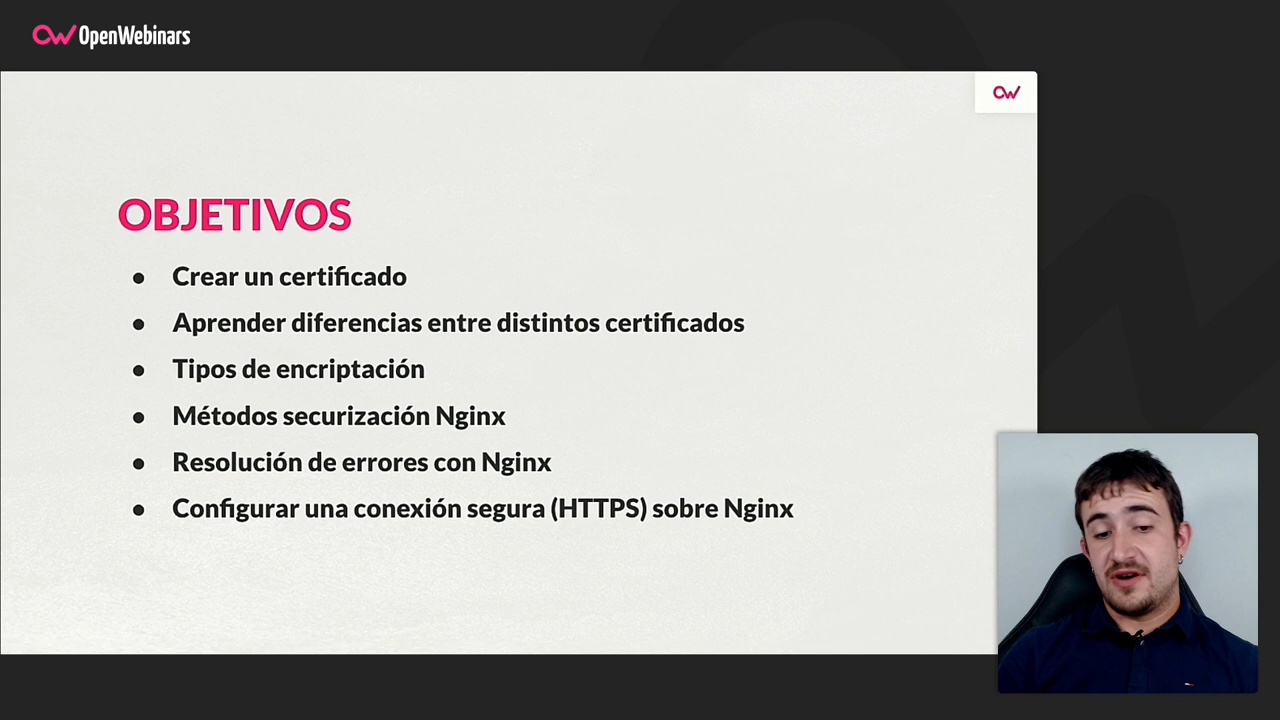 OpenWebinars
OBJETIVOS
● Crear un certificado
● Aprender diferencias entre distintos certificados
● Tipos de encriptación
● Métodos securización Nginx
● Resolución de errores con Nginx
● Configurar una conexión segura (HTTPS) sobre Nginx